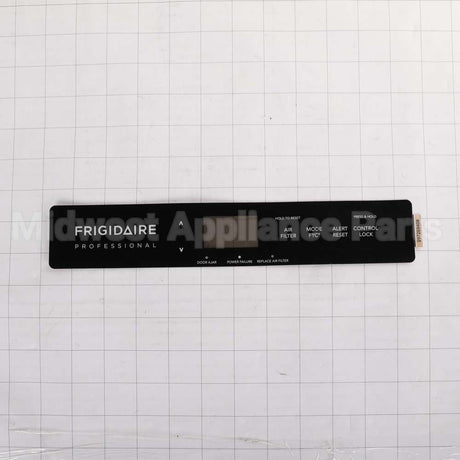 Midwest Appliance Parts
FRIGIDAIRE
PROFESSIONAL
∧
∨
HOLD TO RESET
AIR
FILTER
MODE
F°/C°
ALERT
RESET
PRESS & HOLD
CONTROL
LOCK
DOOR AJAR
POWER FAILURE
REPLACE AIR FILTER